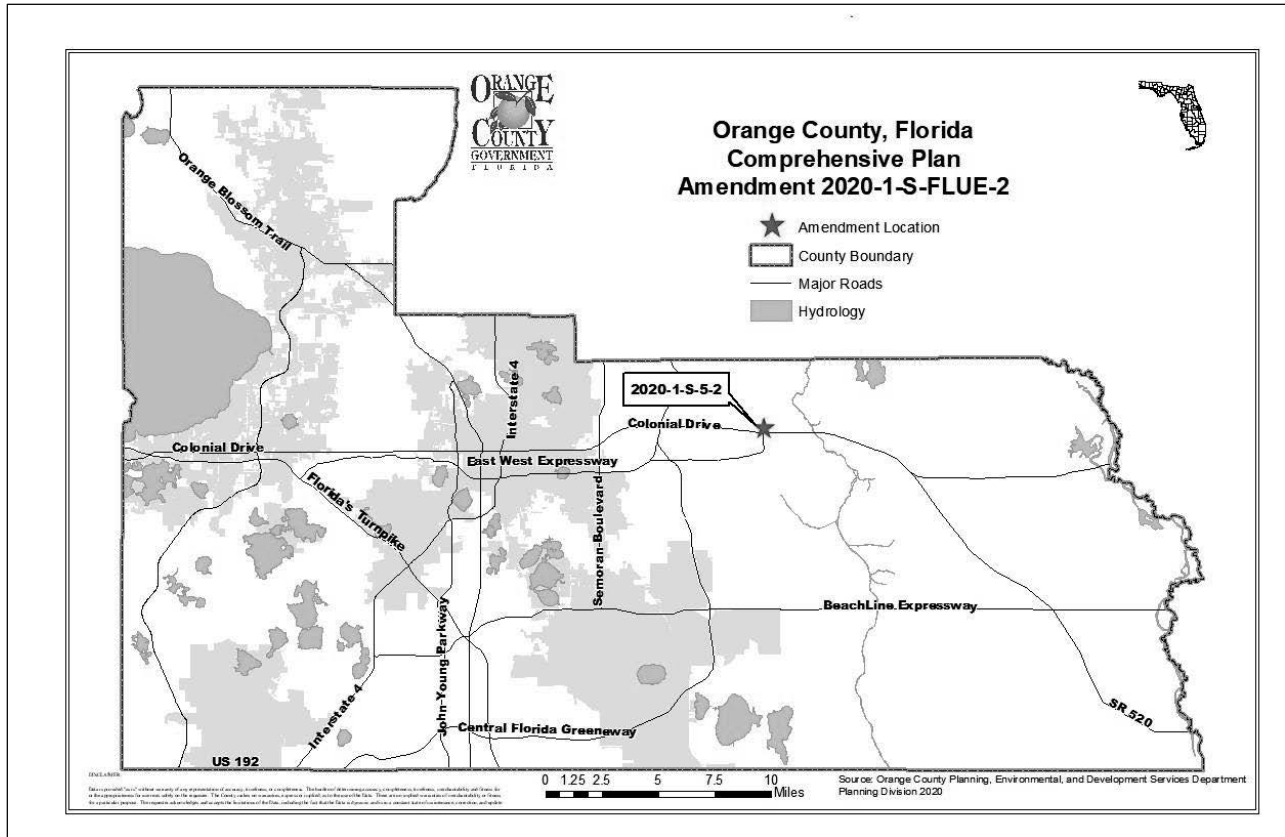 ORANGE
COUNTY
GOVERNMENT
FLORIDA
Orange County, Florida
Comprehensive Plan
Amendment 2020-1-S-FLUE-2
Amendment Location
County Boundary
Major Roads
Hydrology
Orange Blossom Trail
Interstate 4
2020-1-S-5-2
Colonial Drive
Colonial Drive
East West Expressway
Florida's Turnpike
Semoran Boulevard
BeachLine Expressway
John Young Parkway
Interstate 4
Central Florida Greeneway
SR 520
US 192
DISCLAIMER:
0 1.25 2.5 5 7.5 10
Miles
Source: Orange County Planning, Environmental, and Development Services Department
Planning Division 2020